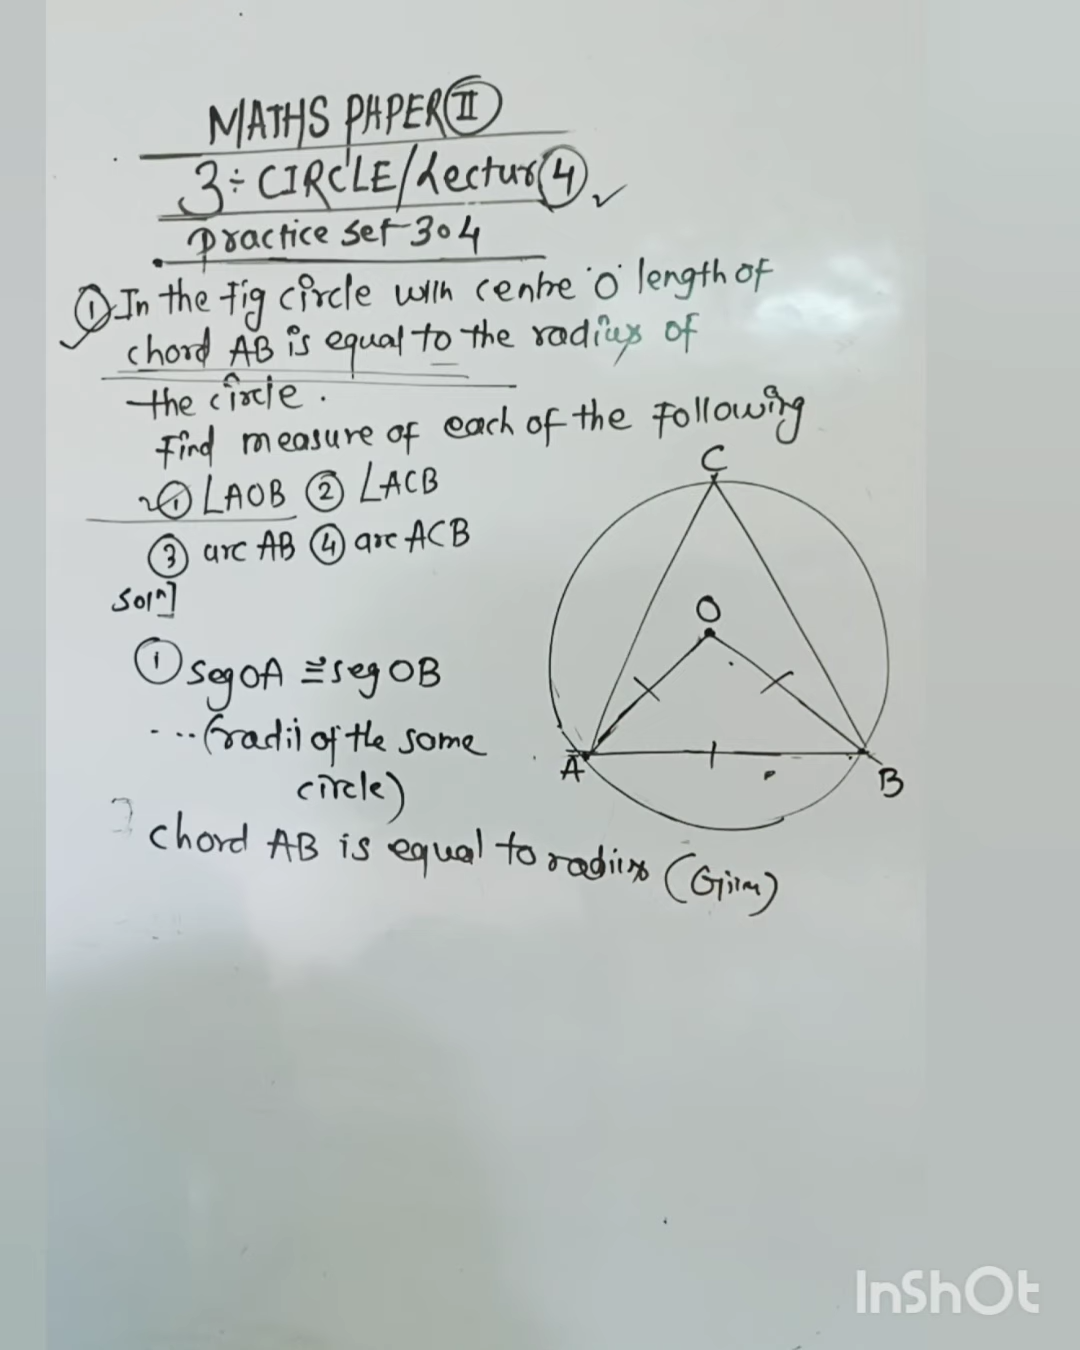 MATHS PAPER II
3÷ CIRCLE/Lectur 4
Practice set 3.4
① In the fig circle with centre 'O' length of
chord AB is equal to the radius of
the circle.
Find measure of each of the following
① ∠AOB ② ∠ACB
③ arc AB ④ arc ACB
Solⁿ]
① seg OA ≅ seg OB
... (radii of the same
circle)
chord AB is equal to radius (Given)
C
O
A
B
InShOt